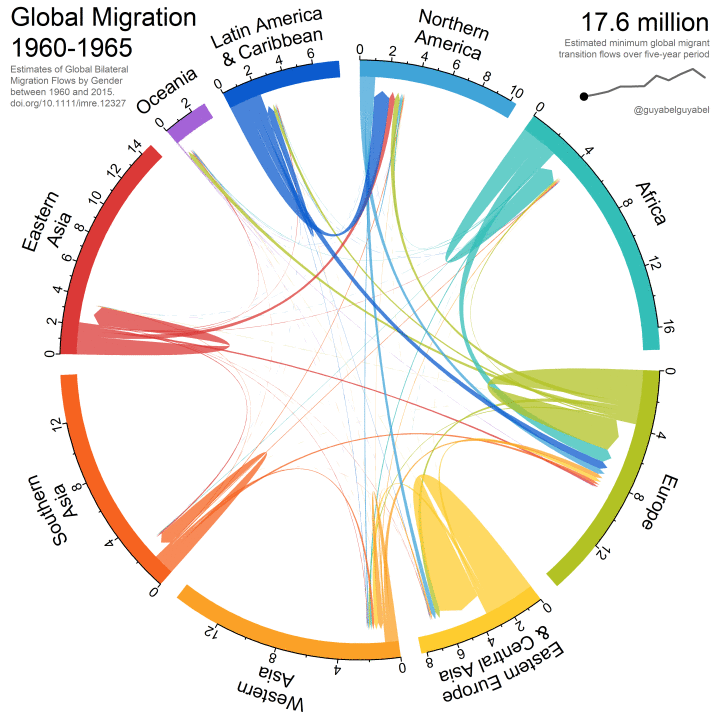 Global Migration
1960-1965
Estimates of Global Bilateral
Migration Flows by Gender
between 1960 and 2015.
doi.org/10.1111/imre.12327
17.6 million
Estimated minimum global migrant
transition flows over five-year period
@guyabelguyabel
Oceania
0
2
Latin America
& Caribbean
0
2
4
6
Northern
America
0
2
4
6
8
10
Africa
0
4
8
12
16
Europe
0
4
8
12
Eastern Europe
& Central Asia
0
2
4
6
8
Western
Asia
0
4
8
12
Southern
Asia
0
4
8
12
Eastern
Asia
0
2
4
6
8
10
12
14